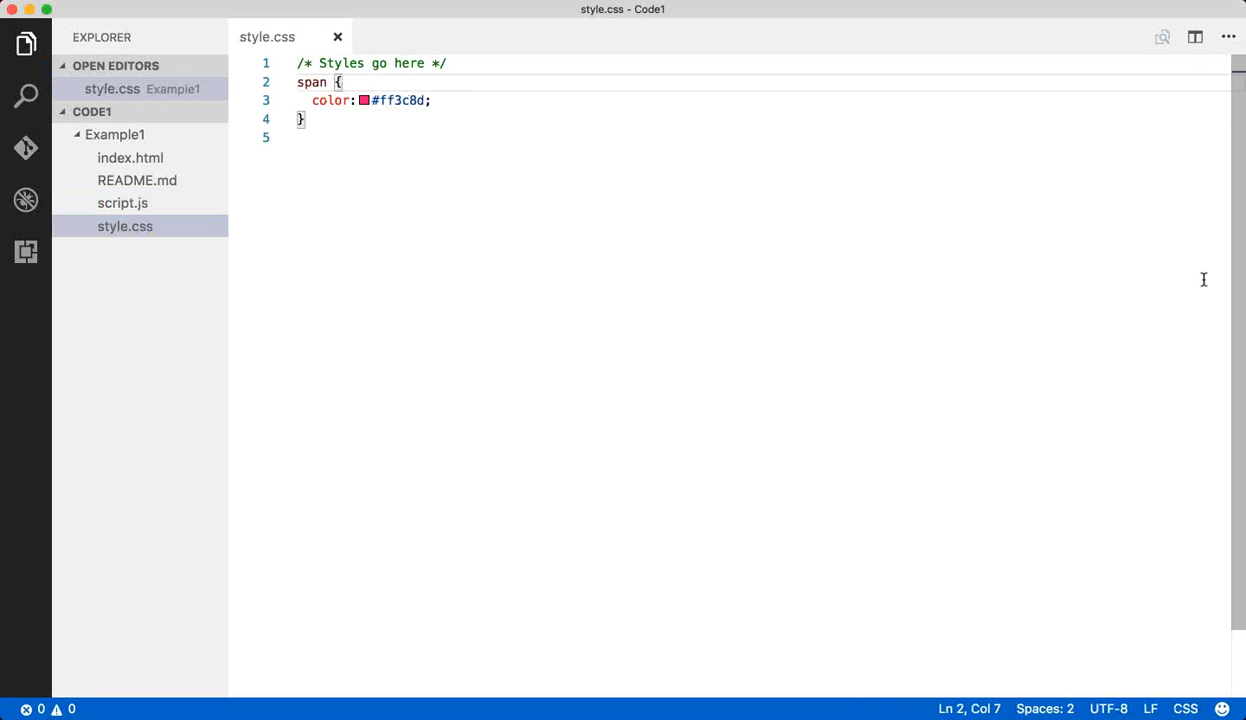 style.css - Code1
EXPLORER
OPEN EDITORS
style.css Example1
CODE1
Example1
index.html
README.md
script.js
style.css
style.css
1 /* Styles go here */
2 span {
3 color:#ff3c8d;
4 }
5
0 0
Ln 2, Col 7 Spaces: 2 UTF-8 LF CSS